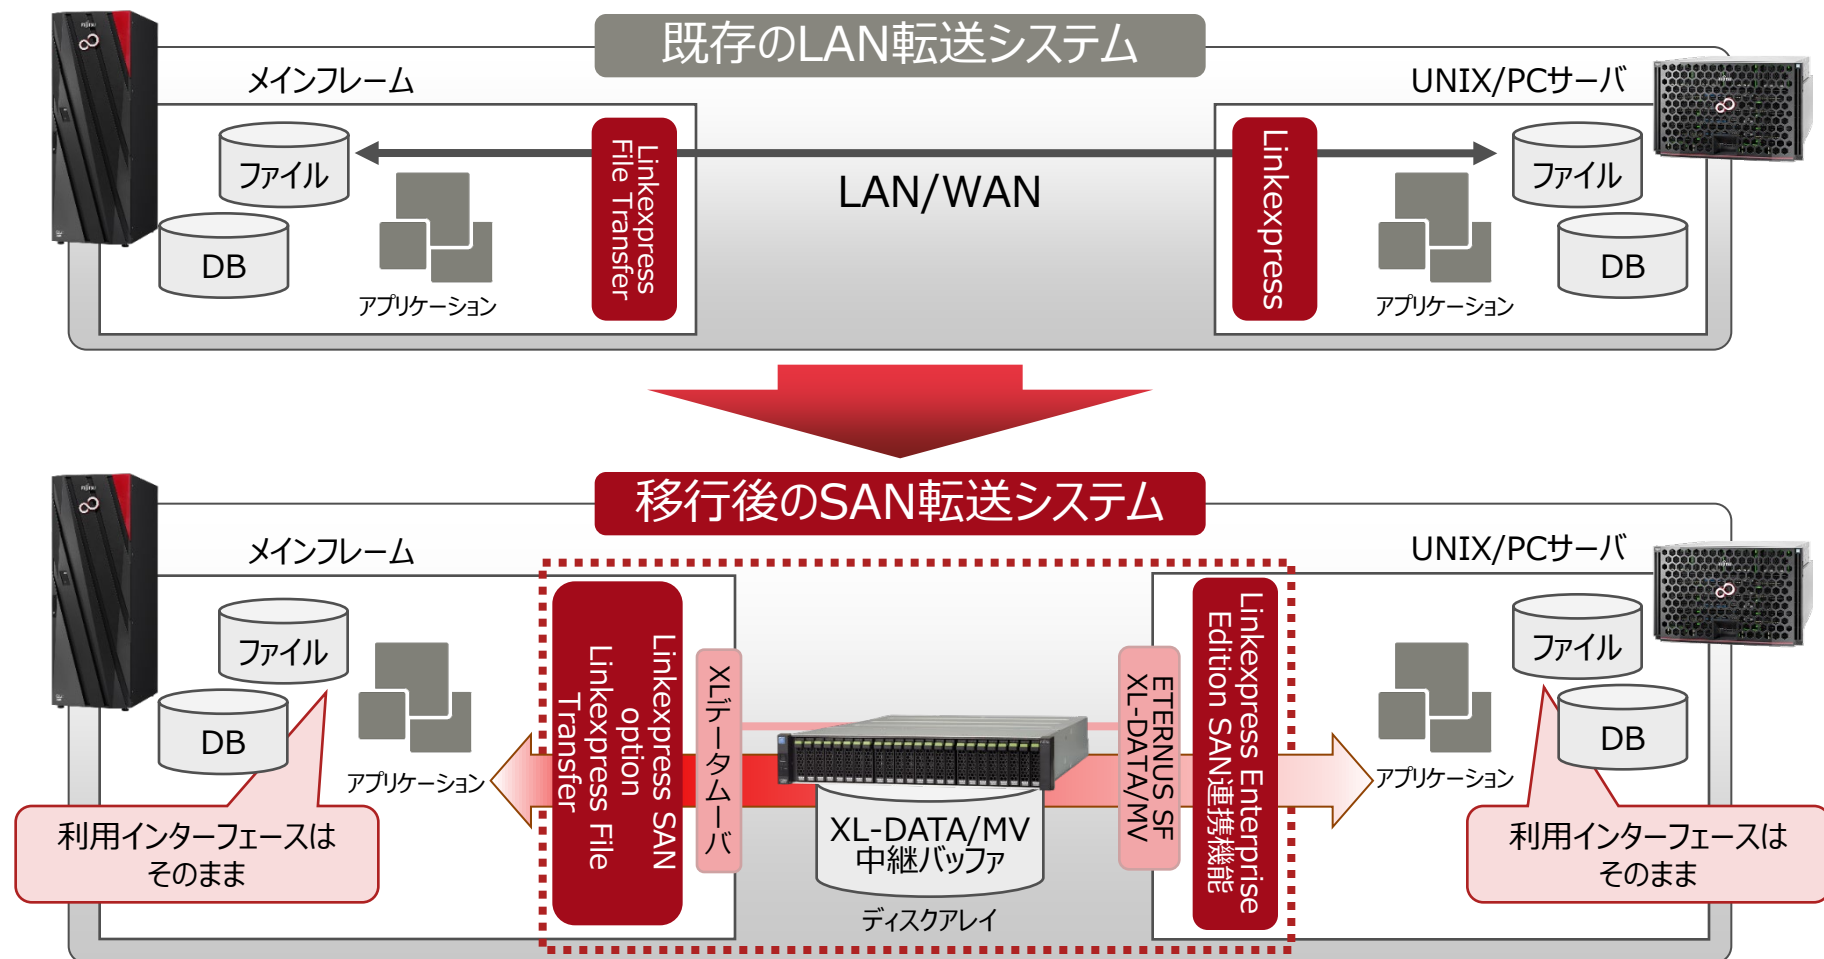 既存のLAN転送システム
メインフレーム
UNIX/PCサーバ
ファイル
DB
アプリケーション
Linkexpress
File Transfer
LAN/WAN
Linkexpress
アプリケーション
ファイル
DB
移行後のSAN転送システム
メインフレーム
UNIX/PCサーバ
ファイル
DB
アプリケーション
利用インターフェースは
そのまま
Linkexpress SAN
option
Linkexpress File
Transfer
XLデータムーバ
XL-DATA/MV
中継バッファ
ディスクアレイ
ETERNUS SF
XL-DATA/MV
Linkexpress Enterprise
Edition SAN連携機能
アプリケーション
ファイル
DB
利用インターフェースは
そのまま